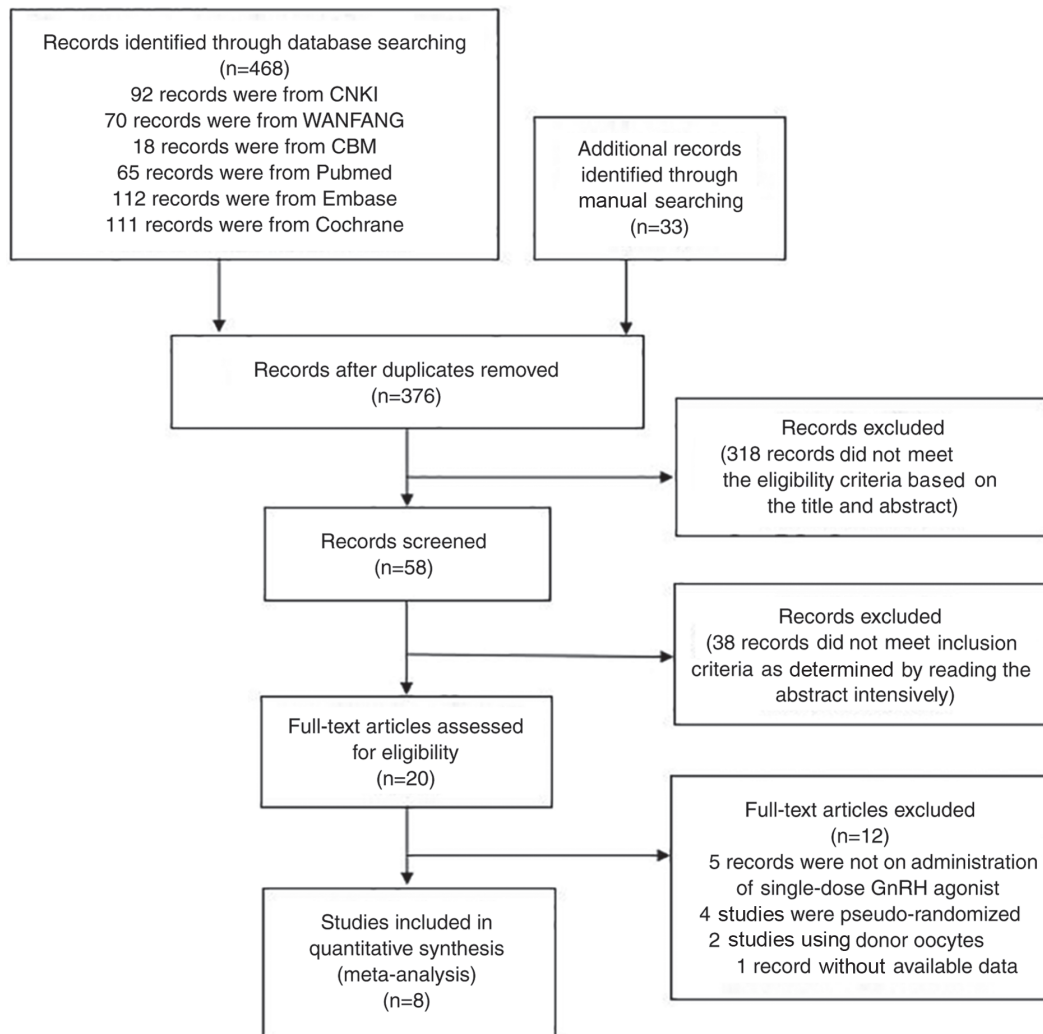 Records identified through database searching
(n=468)
92 records were from CNKI
70 records were from WANFANG
18 records were from CBM
65 records were from Pubmed
112 records were from Embase
111 records were from Cochrane
Additional records
identified through
manual searching
(n=33)
Records after duplicates removed
(n=376)
Records excluded
(318 records did not meet
the eligibility criteria based on
the title and abstract)
Records screened
(n=58)
Records excluded
(38 records did not meet inclusion
criteria as determined by reading the
abstract intensively)
Full-text articles assessed
for eligibility
(n=20)
Full-text articles excluded
(n=12)
5 records were not on administration
of single-dose GnRH agonist
4 studies were pseudo-randomized
2 studies using donor oocytes
1 record without available data
Studies included in
quantitative synthesis
(meta-analysis)
(n=8)